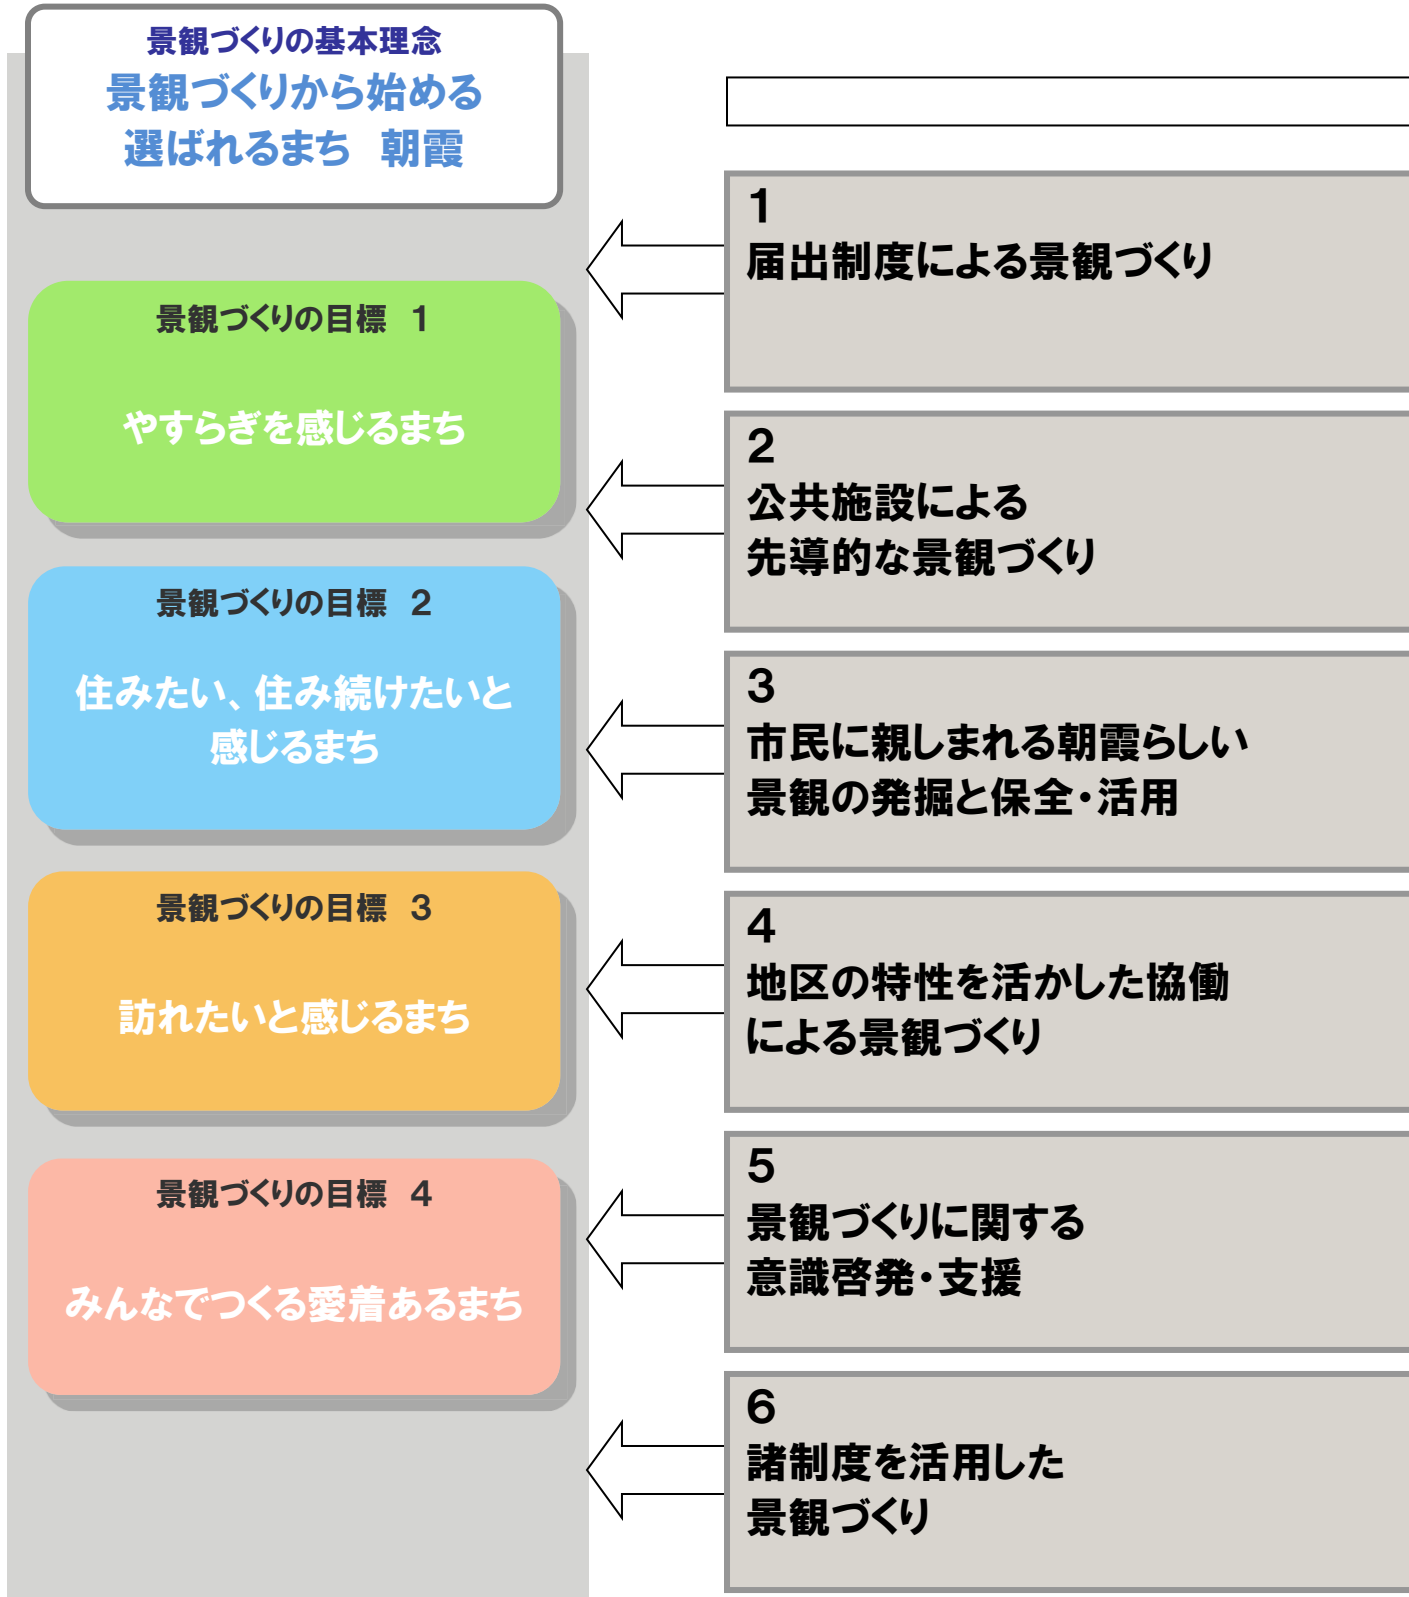 景観づくりの基本理念
景観づくりから始める
選ばれるまち　朝霞
景観づくりの目標　1
やすらぎを感じるまち
景観づくりの目標　2
住みたい、住み続けたいと
感じるまち
景観づくりの目標　3
訪れたいと感じるまち
景観づくりの目標　4
みんなでつくる愛着あるまち
1
届出制度による景観づくり
2
公共施設による
先導的な景観づくり
3
市民に親しまれる朝霞らしい
景観の発掘と保全・活用
4
地区の特性を活かした協働
による景観づくり
5
景観づくりに関する
意識啓発・支援
6
諸制度を活用した
景観づくり